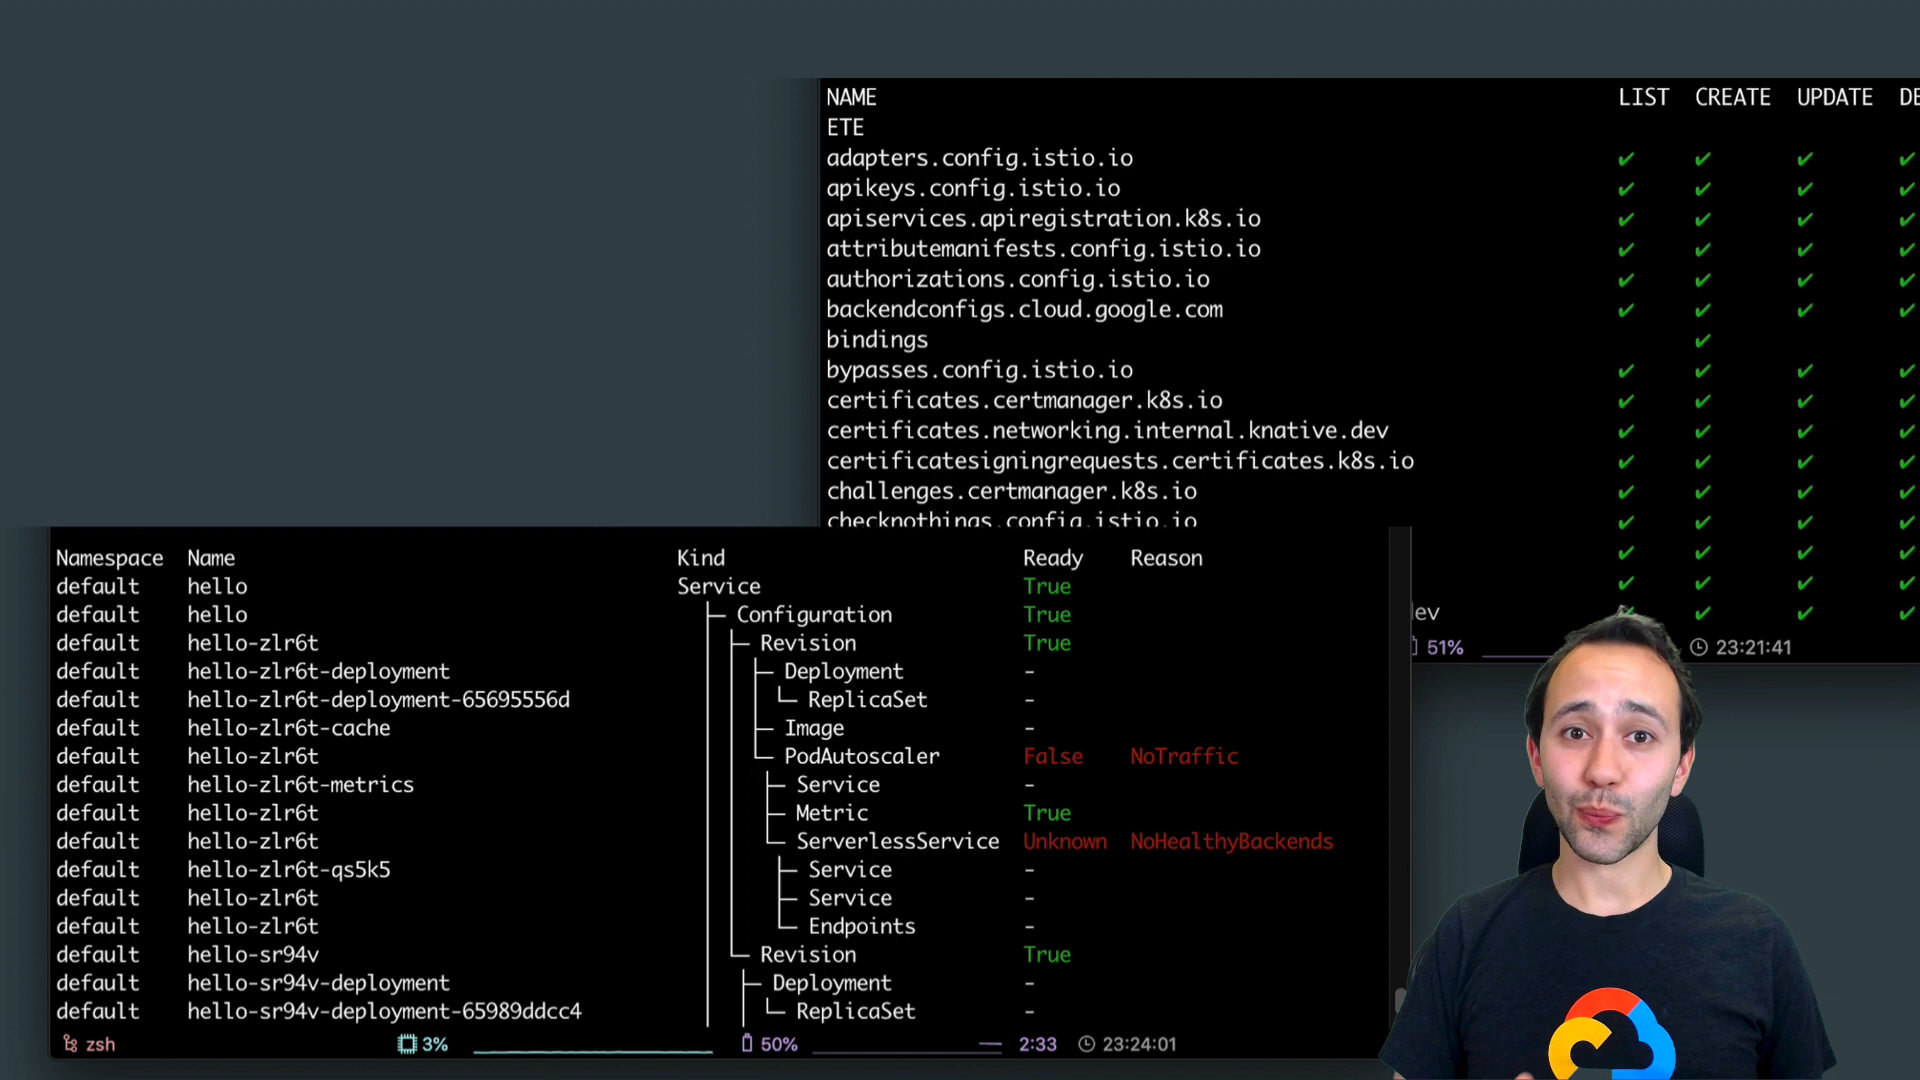 NAME LIST CREATE UPDATE DE
ETE
adapters.config.istio.io ✔ ✔ ✔ ✔
apikeys.config.istio.io ✔ ✔ ✔ ✔
apiservices.apiregistration.k8s.io ✔ ✔ ✔ ✔
attributemanifests.config.istio.io ✔ ✔ ✔ ✔
authorizations.config.istio.io ✔ ✔ ✔ ✔
backendconfigs.cloud.google.com ✔ ✔ ✔ ✔
bindings ✔
bypasses.config.istio.io ✔ ✔ ✔ ✔
certificates.certmanager.k8s.io ✔ ✔ ✔ ✔
certificates.networking.internal.knative.dev ✔ ✔ ✔ ✔
certificatesigningrequests.certificates.k8s.io ✔ ✔ ✔ ✔
challenges.certmanager.k8s.io ✔ ✔ ✔ ✔
checknothings.config.istio.io ✔ ✔ ✔ ✔
✔ ✔ ✔ ✔
✔ ✔ ✔ ✔
dev ✔ ✔ ✔ ✔
51% 23:21:41
Namespace Name Kind Ready Reason
default hello Service True
default hello ├─ Configuration True
default hello-zlr6t │ ├─ Revision True
default hello-zlr6t-deployment │ │ ├─ Deployment -
default hello-zlr6t-deployment-65695556d │ │ │ └─ ReplicaSet -
default hello-zlr6t-cache │ │ ├─ Image -
default hello-zlr6t │ │ └─ PodAutoscaler False NoTraffic
default hello-zlr6t-metrics │ │ ├─ Service -
default hello-zlr6t │ │ ├─ Metric True
default hello-zlr6t │ │ └─ ServerlessService Unknown NoHealthyBackends
default hello-zlr6t-qs5k5 │ │ ├─ Service -
default hello-zlr6t │ │ ├─ Service -
default hello-zlr6t │ │ └─ Endpoints -
default hello-sr94v │ └─ Revision True
default hello-sr94v-deployment │ ├─ Deployment -
default hello-sr94v-deployment-65989ddcc4 │ │ └─ ReplicaSet -
zsh 3% 50% 2:33 23:24:01